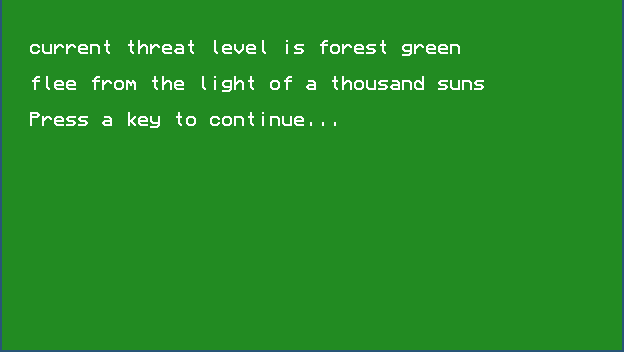 current threat level is forest green
flee from the light of a thousand suns
Press a key to continue...